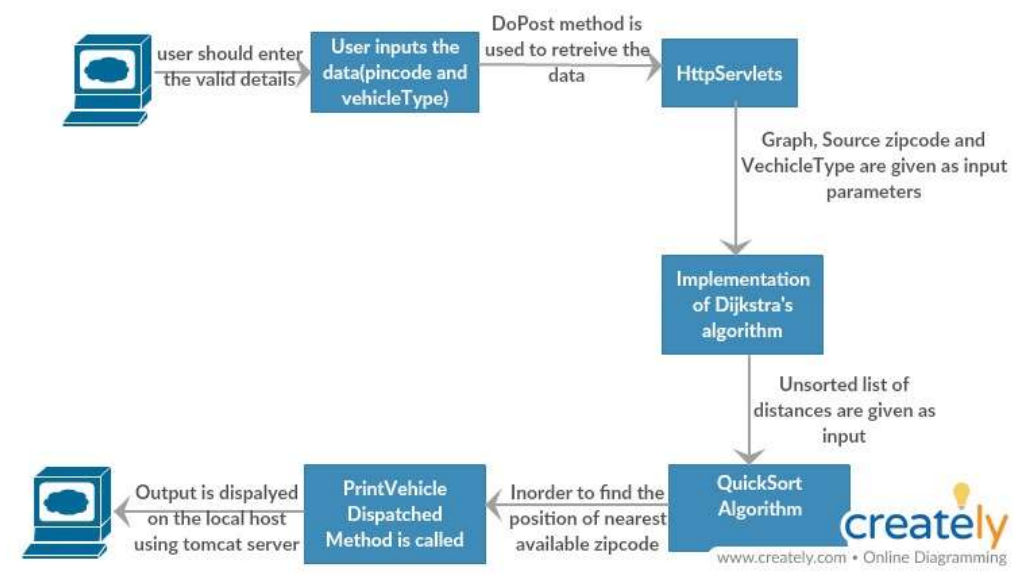 user should enter
the valid details
User inputs the
data(pincode and
vehicleType)
DoPost method is
used to retreive the
data
HttpServlets
Graph, Source zipcode and
VechicleType are given as input
parameters
Implementation
of Dijkstra's
algorithm
Unsorted list of
distances are given as
input
QuickSort
Algorithm
Inorder to find the
position of nearest
available zipcode
PrintVehicle
Dispatched
Method is called
Output is dispalyed
on the local host
using tomcat server
creately
www.creately.com • Online Diagramming